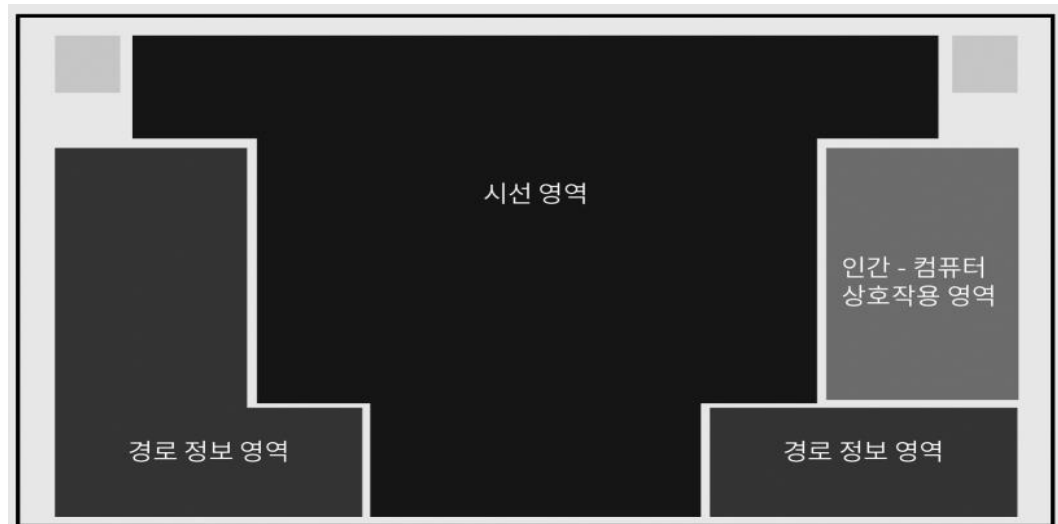 시선 영역
인간 - 컴퓨터
상호작용 영역
경로 정보 영역
경로 정보 영역